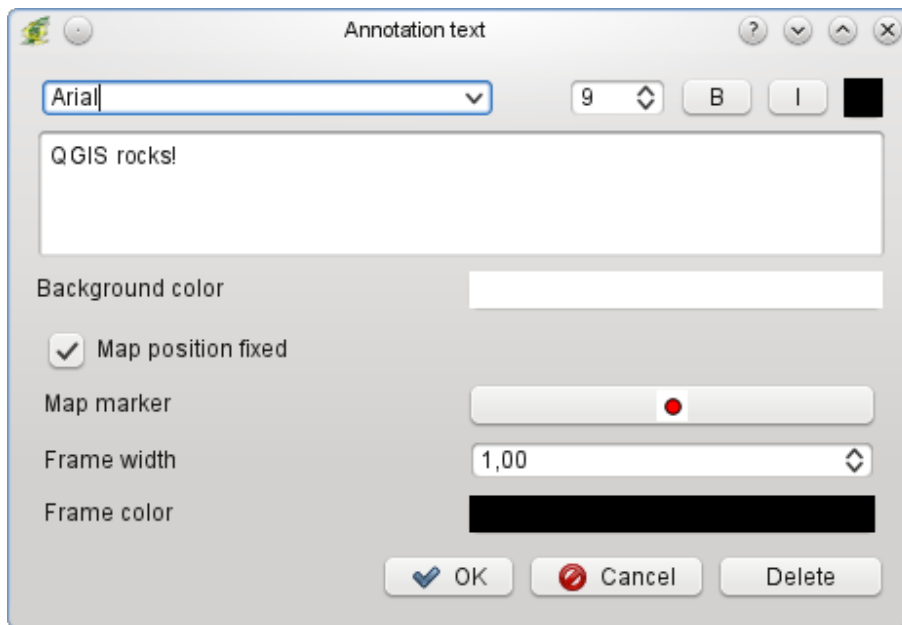 Annotation text
Arial 9 B I
QGIS rocks!
Background color
Map position fixed
Map marker
Frame width 1,00
Frame color
OK Cancel Delete